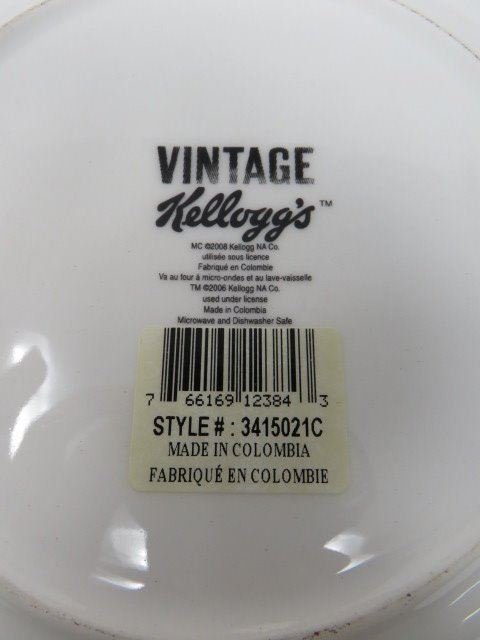 VINTAGE
Kellogg's™
MC ©2008 Kellogg NA Co.
utilisée sous licence
Fabriqué en Colombie
Va au four à micro-ondes et au lave-vaisselle
TM ©2006 Kellogg NA Co.
used under license
Made in Colombia
Microwave and Dishwasher Safe
7 66169 12384 3
STYLE # : 3415021C
MADE IN COLOMBIA
FABRIQUÉ EN COLOMBIE